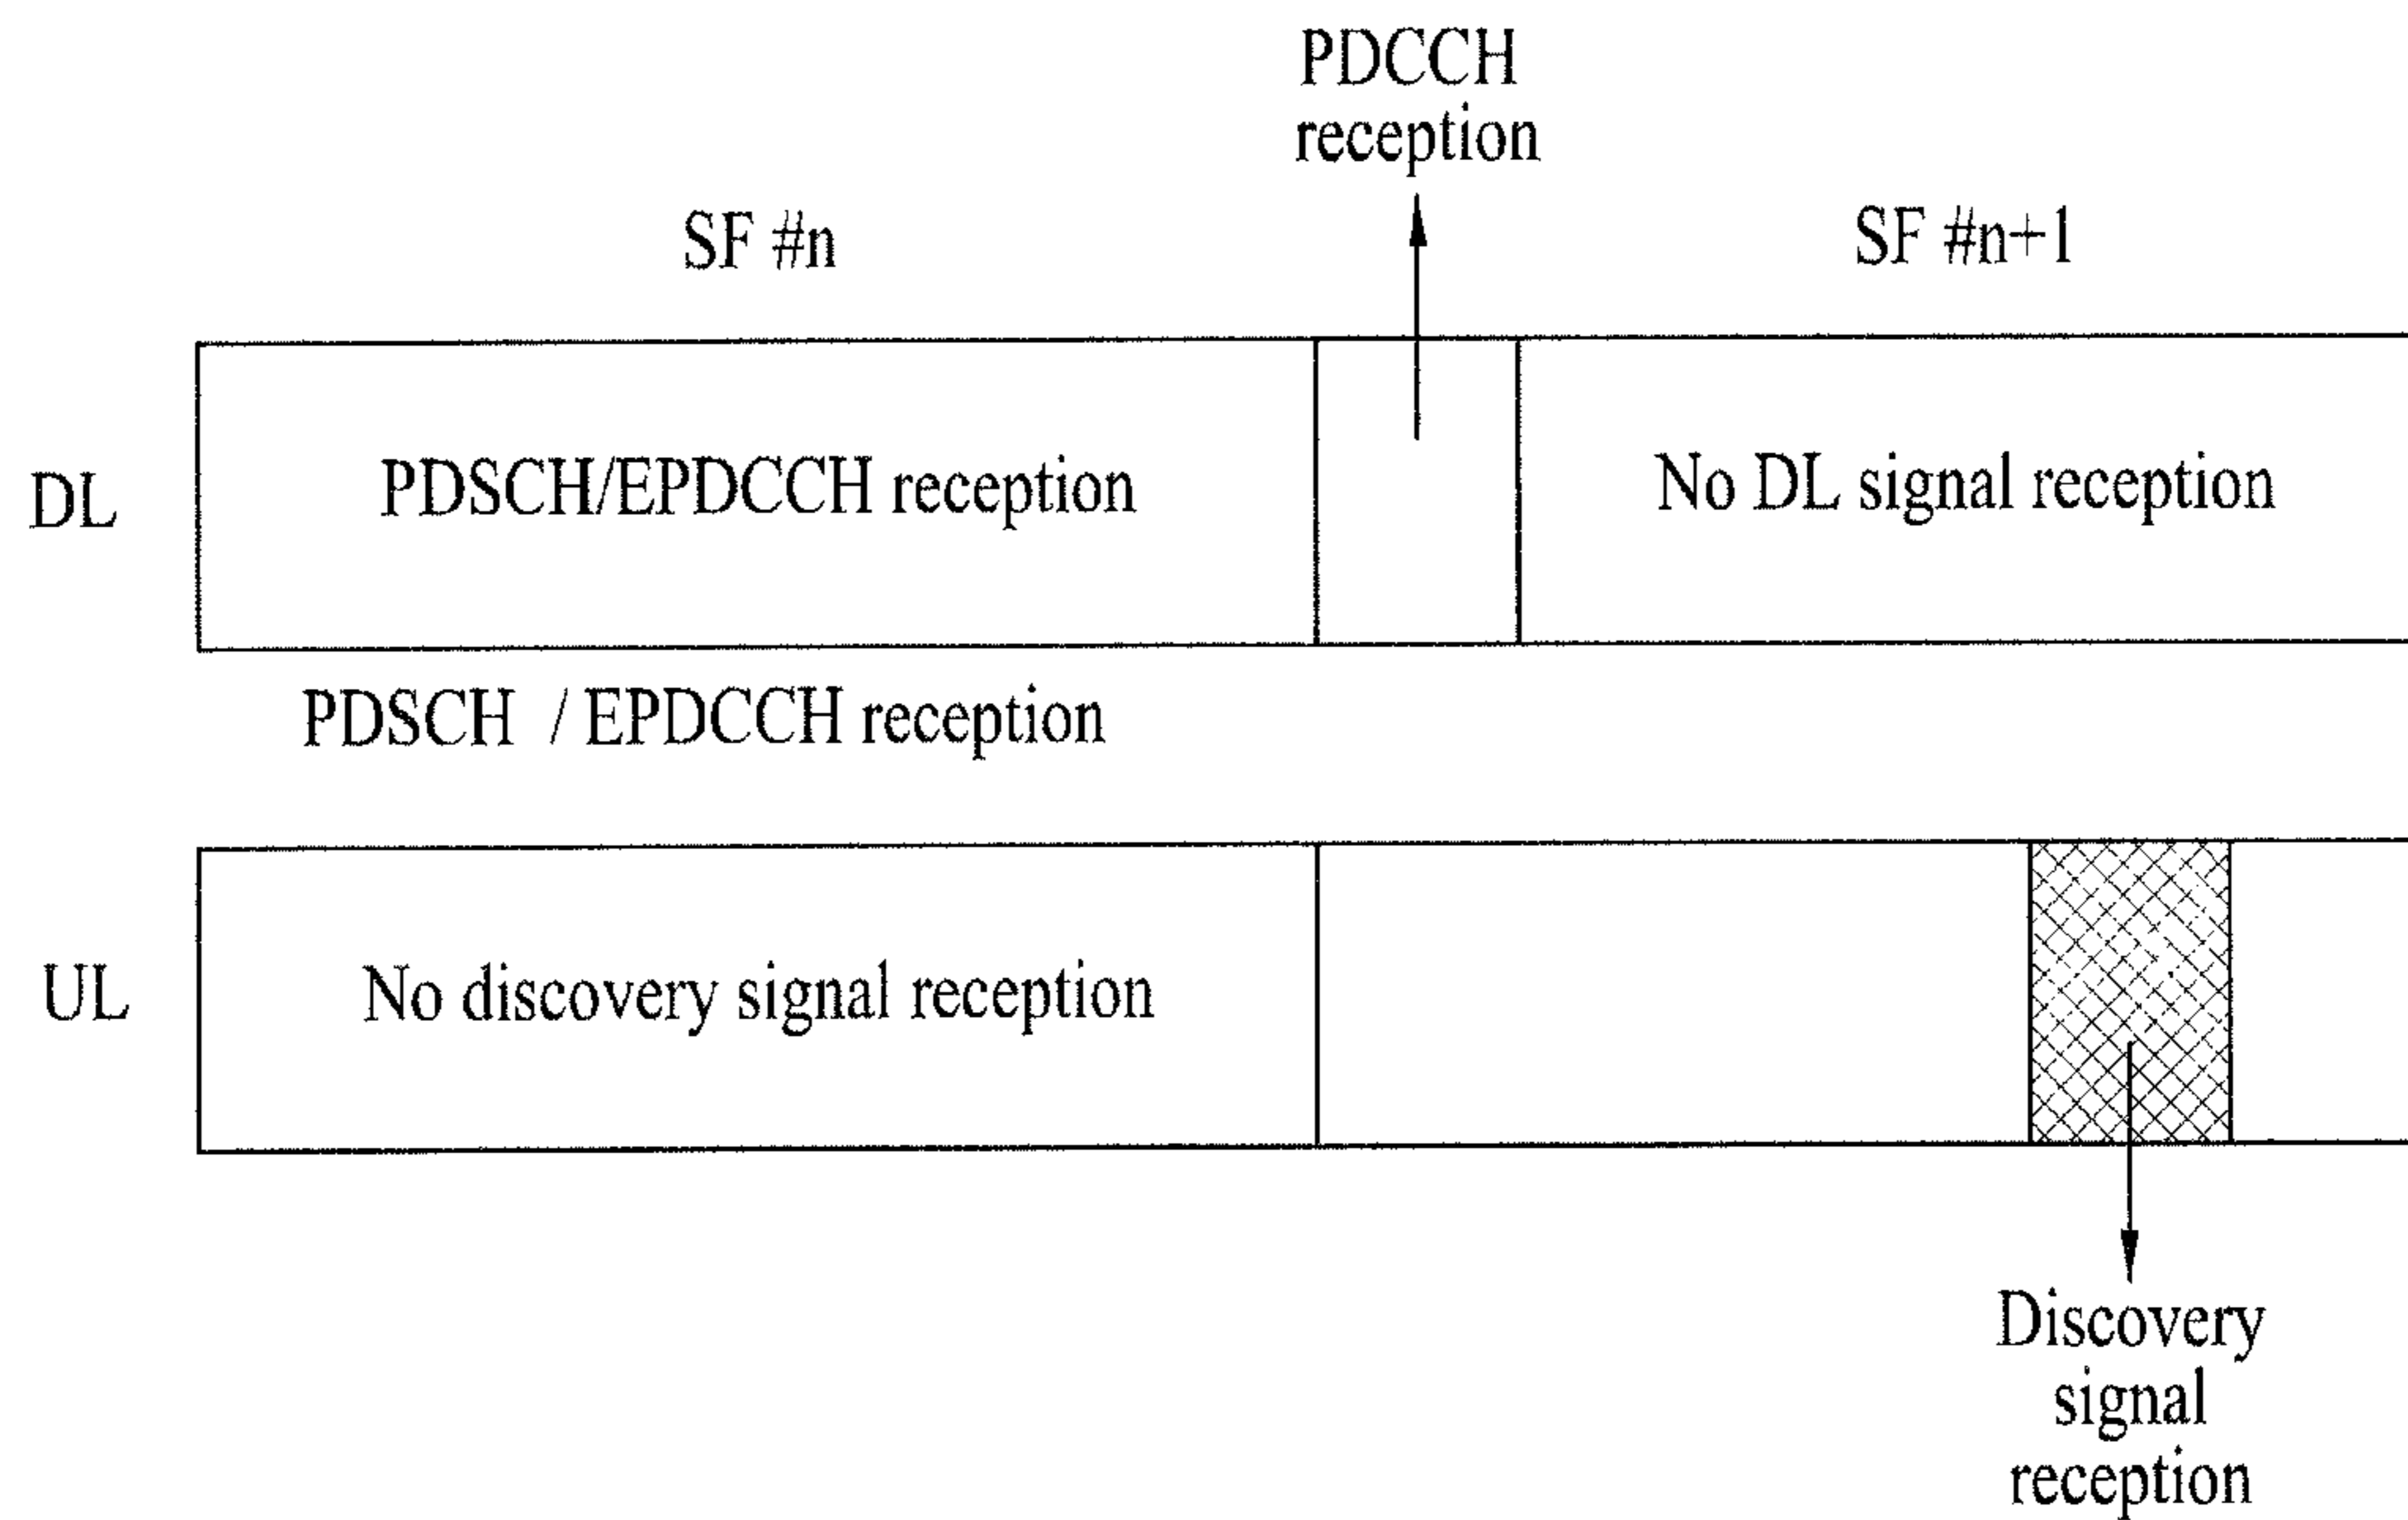 PDCCH
reception
SF #n
SF #n+1
DL
PDSCH/EPDCCH reception
No DL signal reception
PDSCH / EPDCCH reception
UL
No discovery signal reception
Discovery
signal
reception